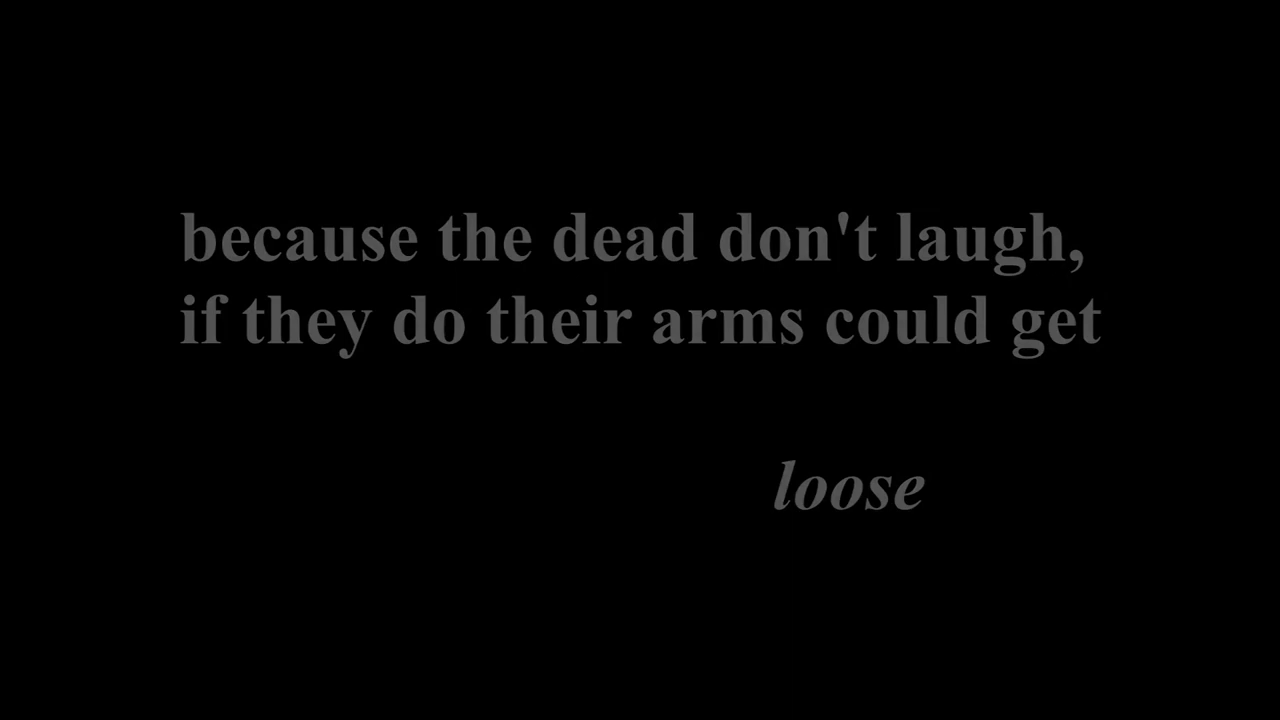 because the dead don't laugh,
if they do their arms could get
loose